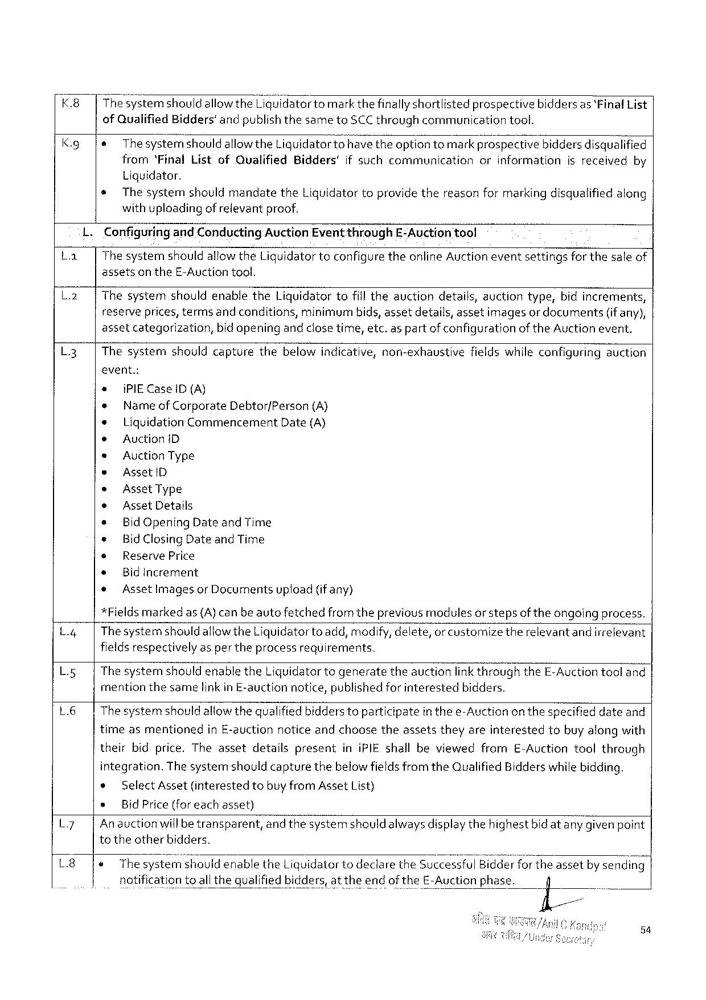 K.8 The system should allow the Liquidator to mark the finally shortlisted prospective bidders as 'Final List
of Qualified Bidders' and publish the same to SCC through communication tool.
K.9 • The system should allow the Liquidator to have the option to mark prospective bidders disqualified
from 'Final List of Qualified Bidders' if such communication or information is received by
Liquidator.
• The system should mandate the Liquidator to provide the reason for marking disqualified along
with uploading of relevant proof.
L. Configuring and Conducting Auction Event through E-Auction tool
L.1 The system should allow the Liquidator to configure the online Auction event settings for the sale of
assets on the E-Auction tool.
L.2 The system should enable the Liquidator to fill the auction details, auction type, bid increments,
reserve prices, terms and conditions, minimum bids, asset details, asset images or documents (if any),
asset categorization, bid opening and close time, etc. as part of configuration of the Auction event.
L.3 The system should capture the below indicative, non-exhaustive fields while configuring auction
event.:
• iPIE Case ID (A)
• Name of Corporate Debtor/Person (A)
• Liquidation Commencement Date (A)
• Auction ID
• Auction Type
• Asset ID
• Asset Type
• Asset Details
• Bid Opening Date and Time
• Bid Closing Date and Time
• Reserve Price
• Bid Increment
• Asset Images or Documents upload (if any)
*Fields marked as (A) can be auto fetched from the previous modules or steps of the ongoing process.
L.4 The system should allow the Liquidator to add, modify, delete, or customize the relevant and irrelevant
fields respectively as per the process requirements.
L.5 The system should enable the Liquidator to generate the auction link through the E-Auction tool and
mention the same link in E-auction notice, published for interested bidders.
L.6 The system should allow the qualified bidders to participate in the e-Auction on the specified date and
time as mentioned in E-auction notice and choose the assets they are interested to buy along with
their bid price. The asset details present in iPIE shall be viewed from E-Auction tool through
integration. The system should capture the below fields from the Qualified Bidders while bidding.
• Select Asset (interested to buy from Asset List)
• Bid Price (for each asset)
L.7 An auction will be transparent, and the system should always display the highest bid at any given point
to the other bidders.
L.8 • The system should enable the Liquidator to declare the Successful Bidder for the asset by sending
notification to all the qualified bidders, at the end of the E-Auction phase.
अनिल चन्द्र काण्डपाल/Anil C Kandpal
अवर सचिव/Under Secretary
54